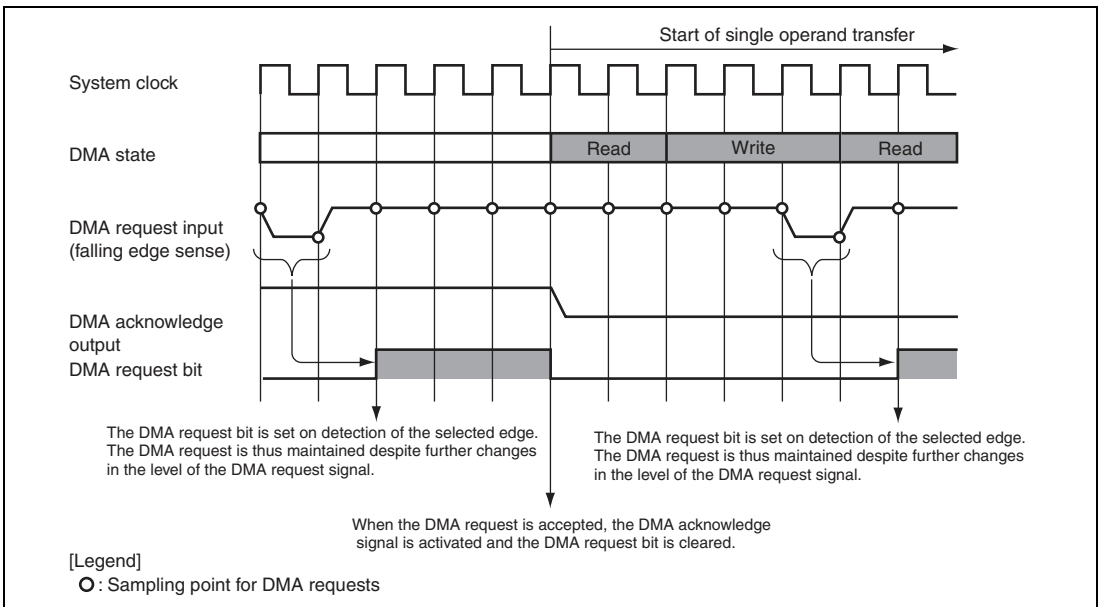 Start of single operand transfer
System clock
DMA state
Read
Write
Read
DMA request input
(falling edge sense)
DMA acknowledge
output
DMA request bit
The DMA request bit is set on detection of the selected edge.
The DMA request is thus maintained despite further changes
in the level of the DMA request signal.
The DMA request bit is set on detection of the selected edge.
The DMA request is thus maintained despite further changes
in the level of the DMA request signal.
When the DMA request is accepted, the DMA acknowledge
signal is activated and the DMA request bit is cleared.
[Legend]
: Sampling point for DMA requests